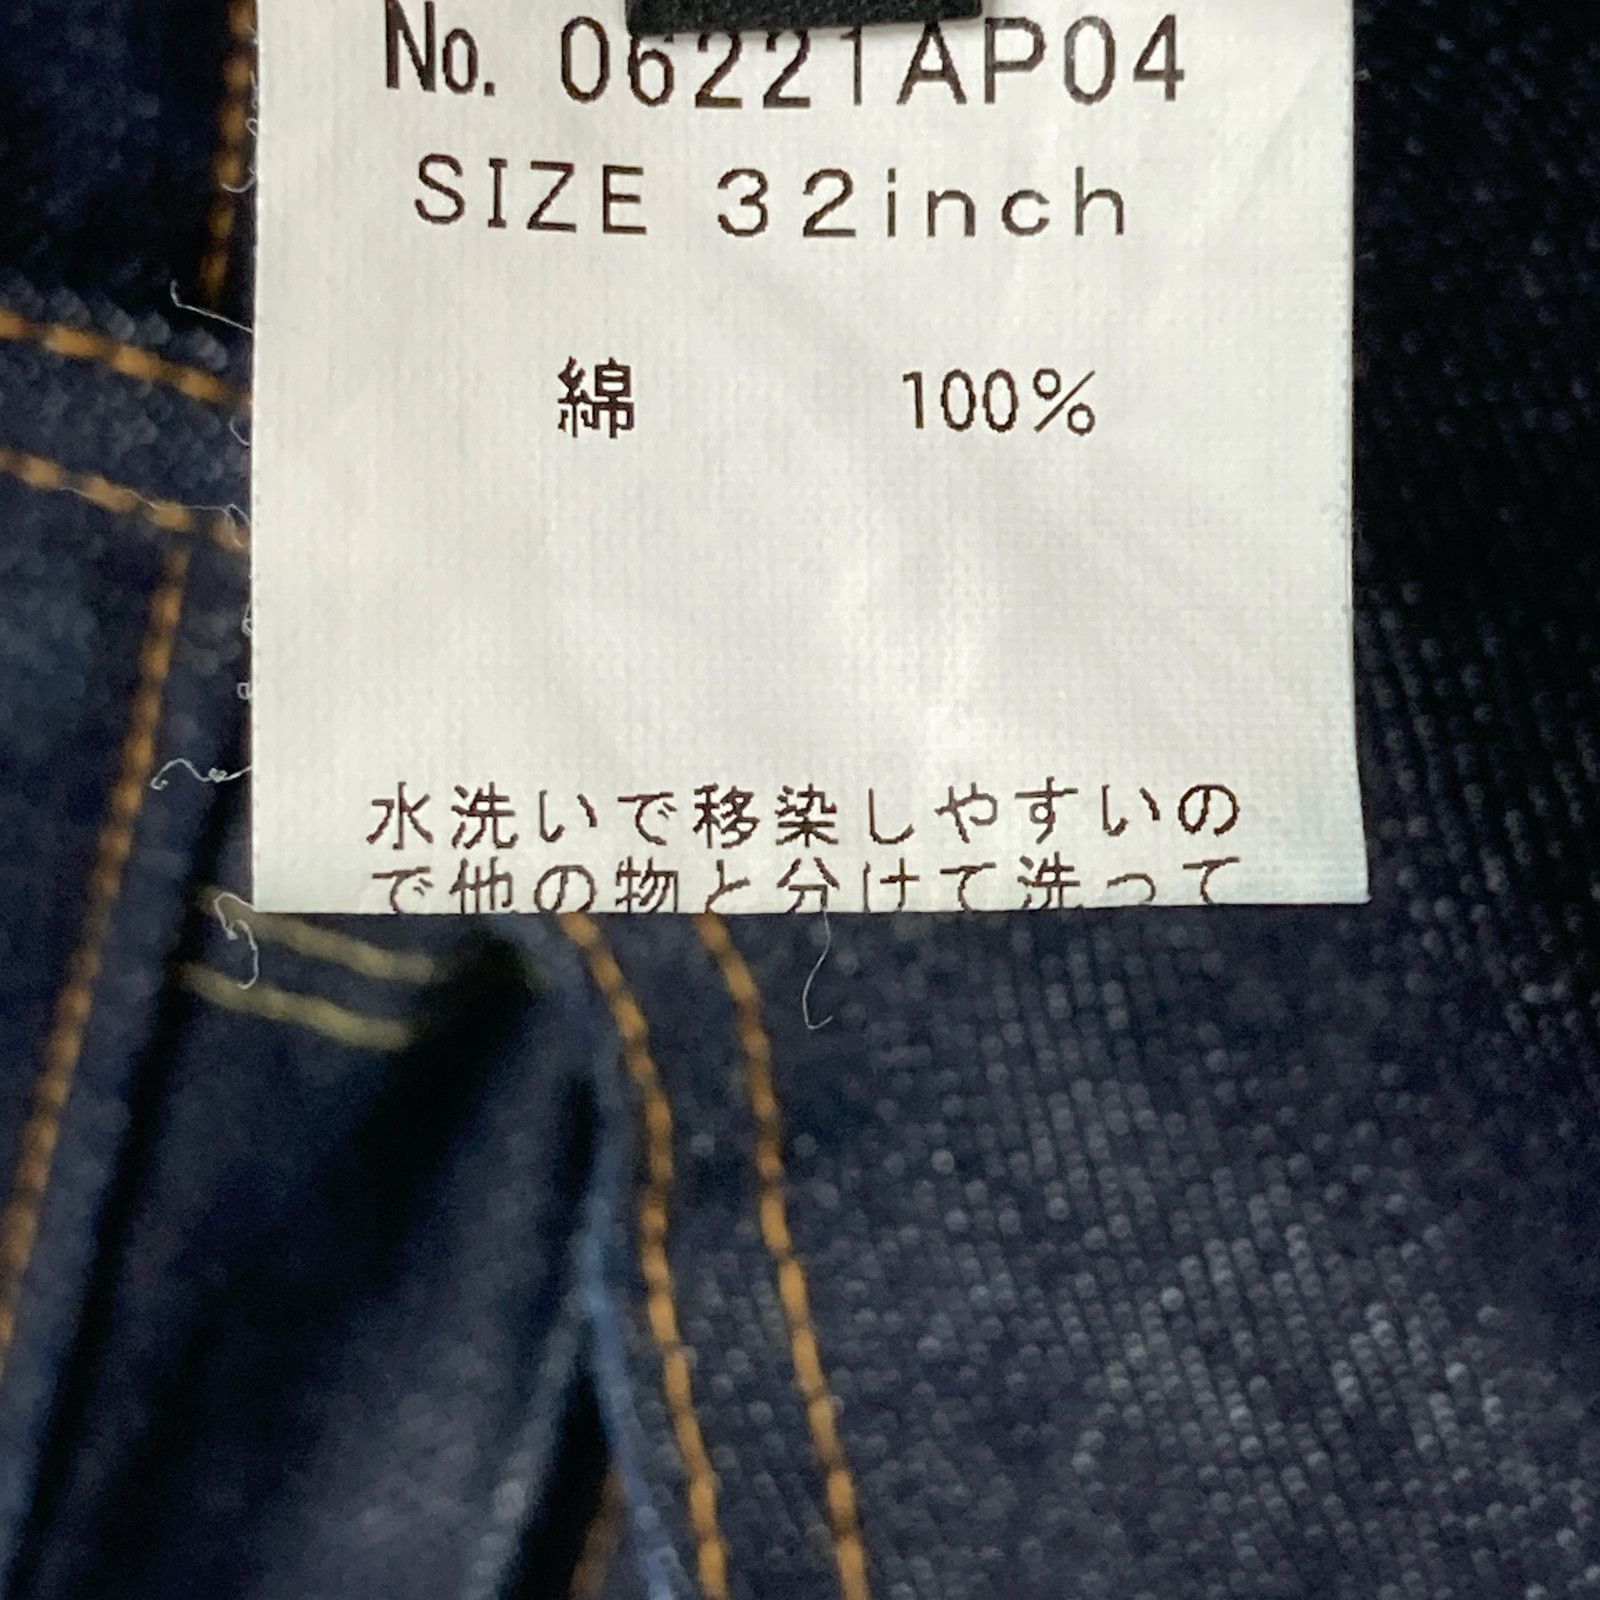 No. 06221AP04
SIZE 32inch
綿 100%
水洗いで移染しやすいの
で他の物と分けて洗って